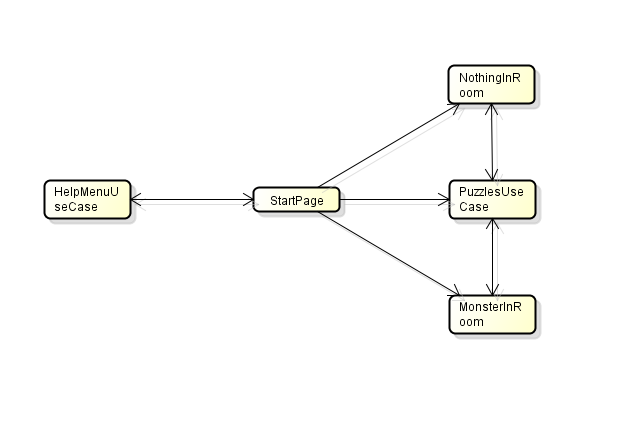 NothingInR
oom
HelpMenuU
seCase
StartPage
PuzzlesUse
Case
MonsterInR
oom